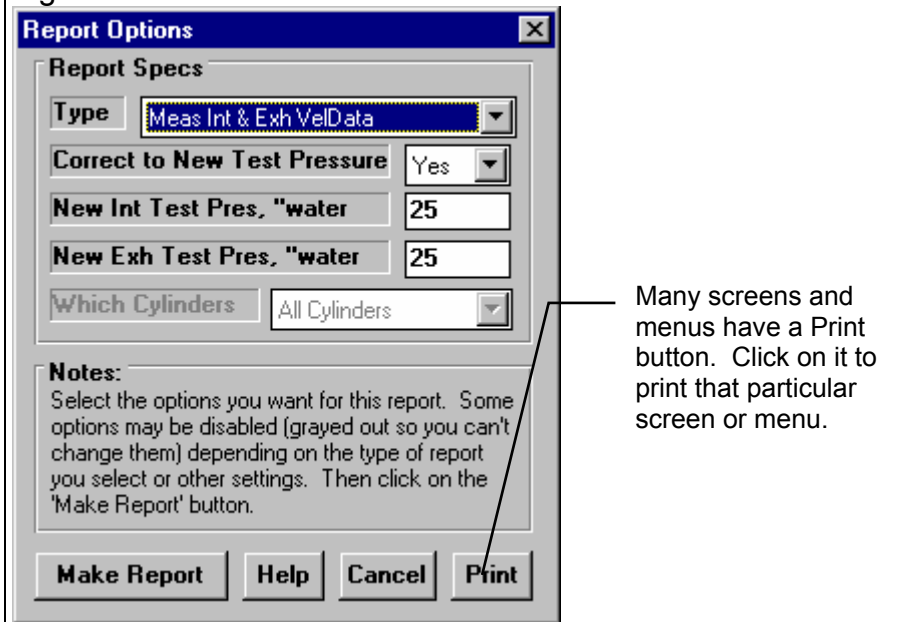 Report Options
Report Specs
Type Meas Int & Exh VelData
Correct to New Test Pressure Yes
New Int Test Pres, "water 25
New Exh Test Pres, "water 25
Which Cylinders All Cylinders
Many screens and
menus have a Print
button. Click on it to
print that particular
screen or menu.
Notes:
Select the options you want for this report. Some
options may be disabled (grayed out so you can't
change them) depending on the type of report
you select or other settings. Then click on the
'Make Report' button.
Make Report Help Cancel Print